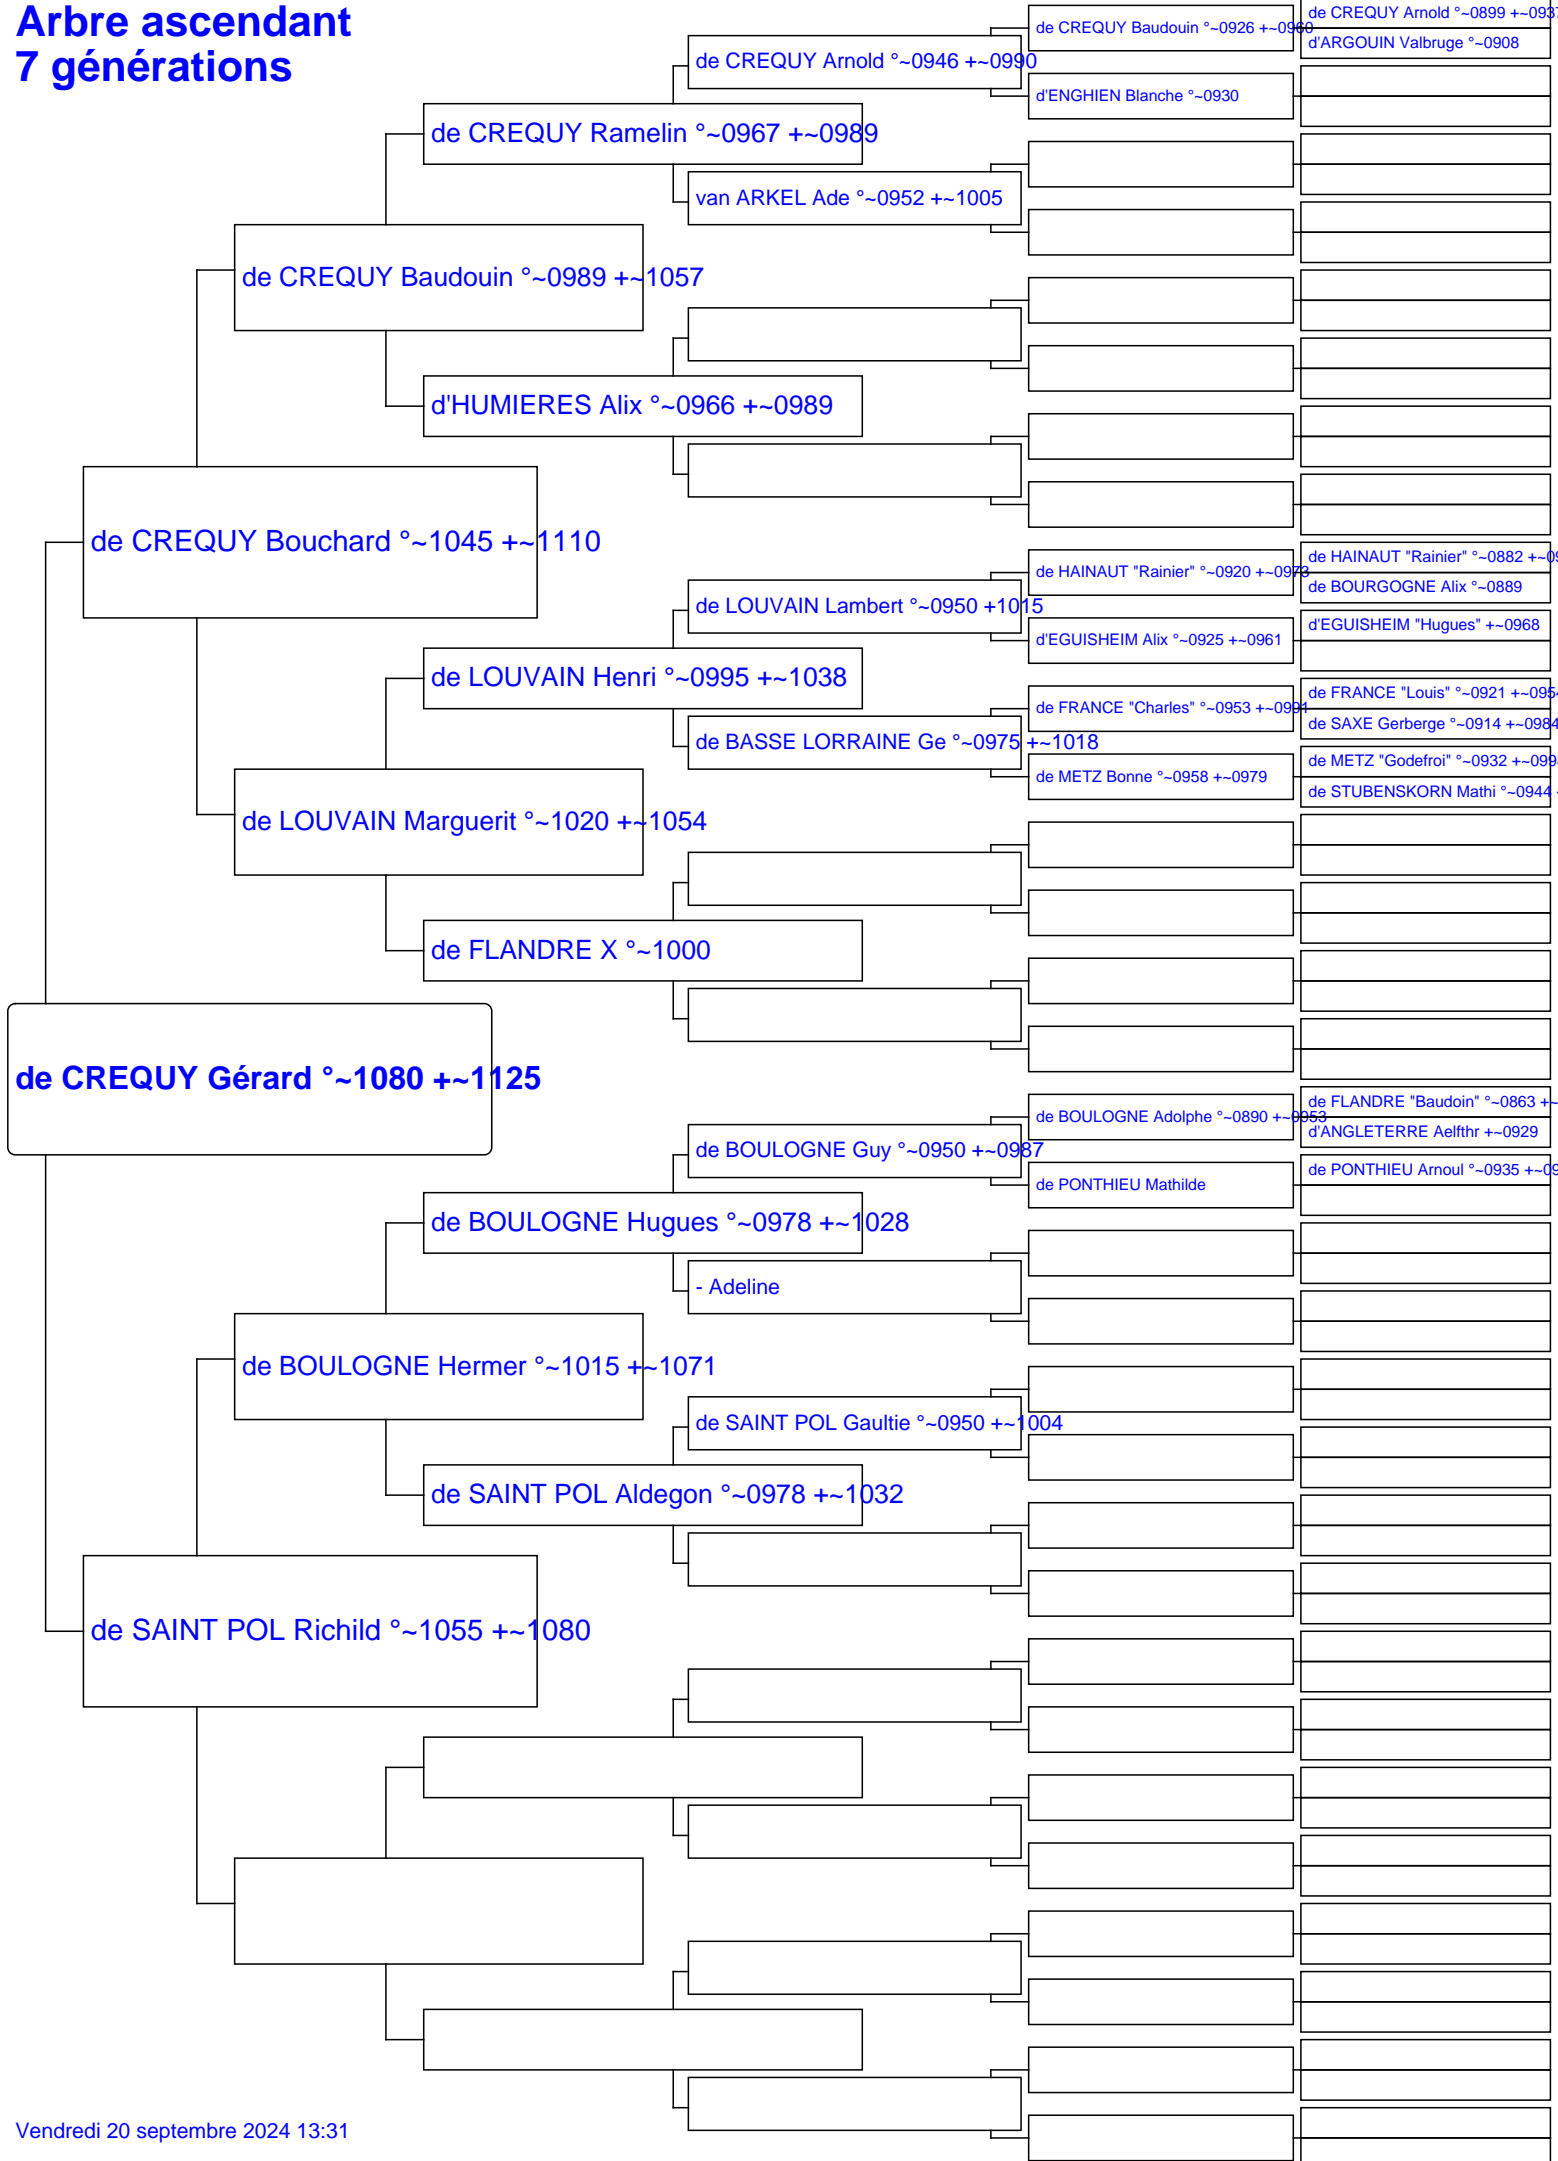 Arbre ascendant
7 générations
de CREQUY Arnold °~0899 +~0937
de CREQUY Baudouin °~0926 +~0960
d'ARGOUIN Valbruge °~0908
de CREQUY Arnold °~0946 +~0990
d'ENGHIEN Blanche °~0930
de CREQUY Ramelin °~0967 +~0989
van ARKEL Ade °~0952 +~1005
de CREQUY Baudouin °~0989 +~1057
d'HUMIERES Alix °~0966 +~0989
de CREQUY Bouchard °~1045 +~1110
de HAINAUT "Rainier" °~0882 +~09
de HAINAUT "Rainier" °~0920 +~0973
de BOURGOGNE Alix °~0889
de LOUVAIN Lambert °~0950 +1015
d'EGUISHEIM "Hugues" +~0968
d'EGUISHEIM Alix °~0925 +~0961
de LOUVAIN Henri °~0995 +~1038
de FRANCE "Louis" °~0921 +~0954
de FRANCE "Charles" °~0953 +~0991
de SAXE Gerberge °~0914 +~0984
de BASSE LORRAINE Ge °~0975 +~1018
de METZ "Godefroi" °~0932 +~099
de METZ Bonne °~0958 +~0979
de STUBENSKORN Mathi °~0944
de LOUVAIN Marguerit °~1020 +~1054
de FLANDRE X °~1000
de CREQUY Gérard °~1080 +~1125
de FLANDRE "Baudoin" °~0863 +~
de BOULOGNE Adolphe °~0890 +~0953
d'ANGLETERRE Aelfthr +~0929
de BOULOGNE Guy °~0950 +~0987
de PONTHIEU Arnoul °~0935 +~09
de PONTHIEU Mathilde
de BOULOGNE Hugues °~0978 +~1028
- Adeline
de BOULOGNE Hermer °~1015 +~1071
de SAINT POL Gaultie °~0950 +~1004
de SAINT POL Aldegon °~0978 +~1032
de SAINT POL Richild °~1055 +~1080
Vendredi 20 septembre 2024 13:31